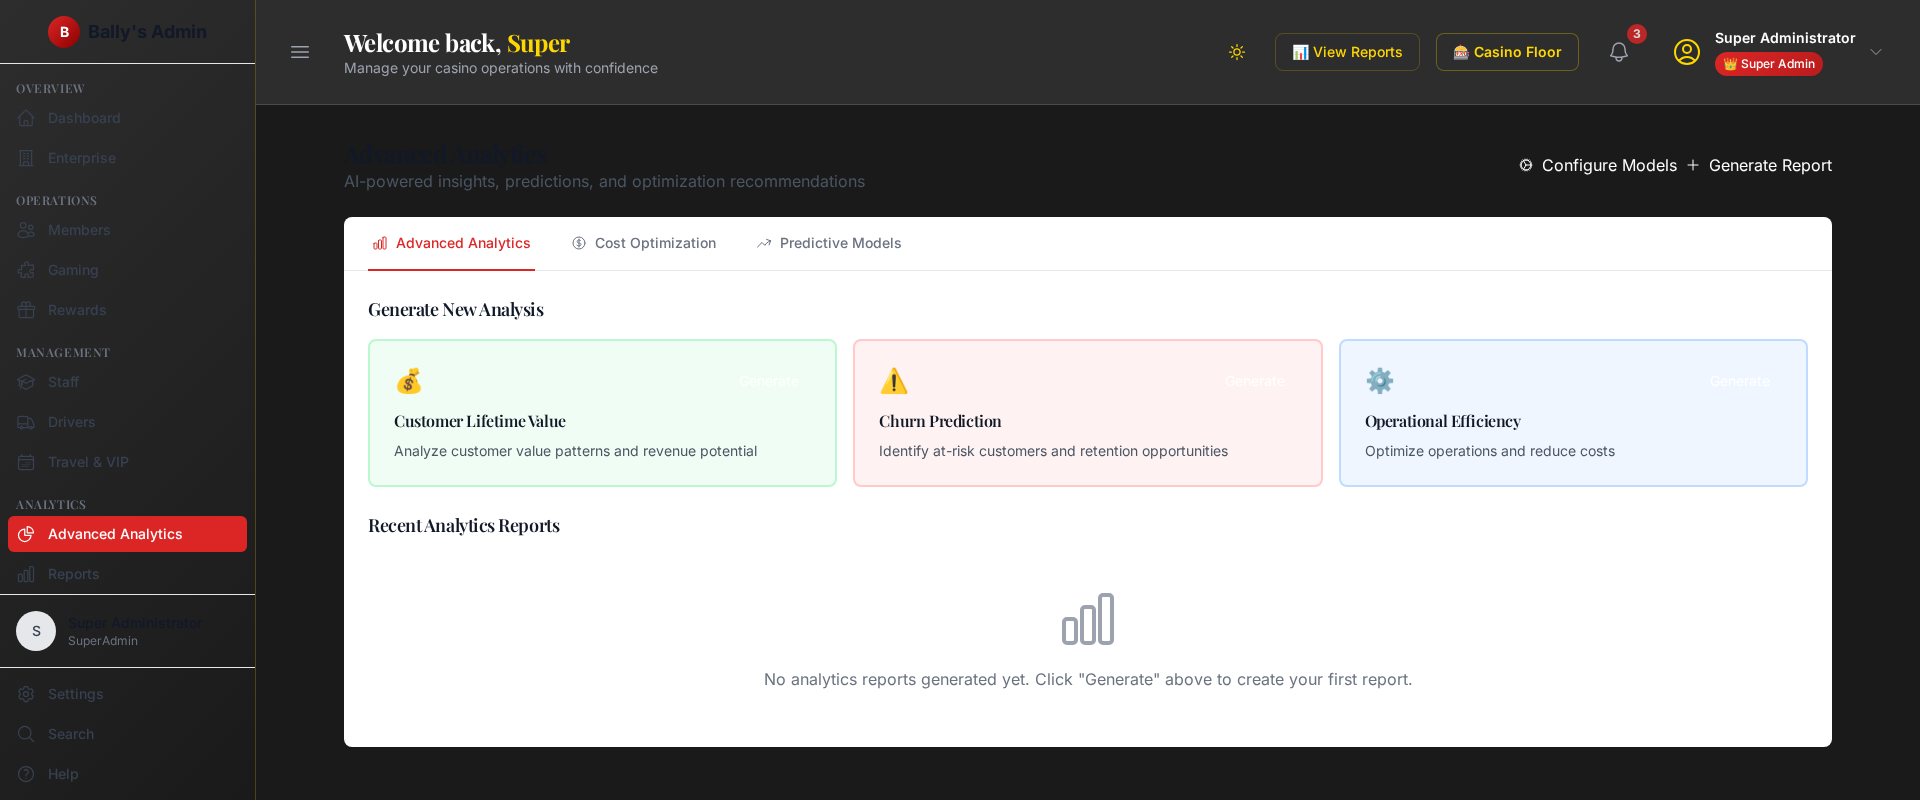 B Bally's Admin
OVERVIEW
Dashboard
Enterprise
OPERATIONS
Members
Gaming
Rewards
MANAGEMENT
Staff
Drivers
Travel & VIP
ANALYTICS
Advanced Analytics
Reports
S
Super Administrator
SuperAdmin
Settings
Search
Help
Welcome back, Super
Manage your casino operations with confidence
View Reports
Casino Floor
3
Super Administrator
Super Admin
Advanced Analytics
AI-powered insights, predictions, and optimization recommendations
Configure Models
Generate Report
Advanced Analytics
Cost Optimization
Predictive Models
Generate New Analysis
Generate
Customer Lifetime Value
Analyze customer value patterns and revenue potential
Generate
Churn Prediction
Identify at-risk customers and retention opportunities
Generate
Operational Efficiency
Optimize operations and reduce costs
Recent Analytics Reports
No analytics reports generated yet. Click "Generate" above to create your first report.